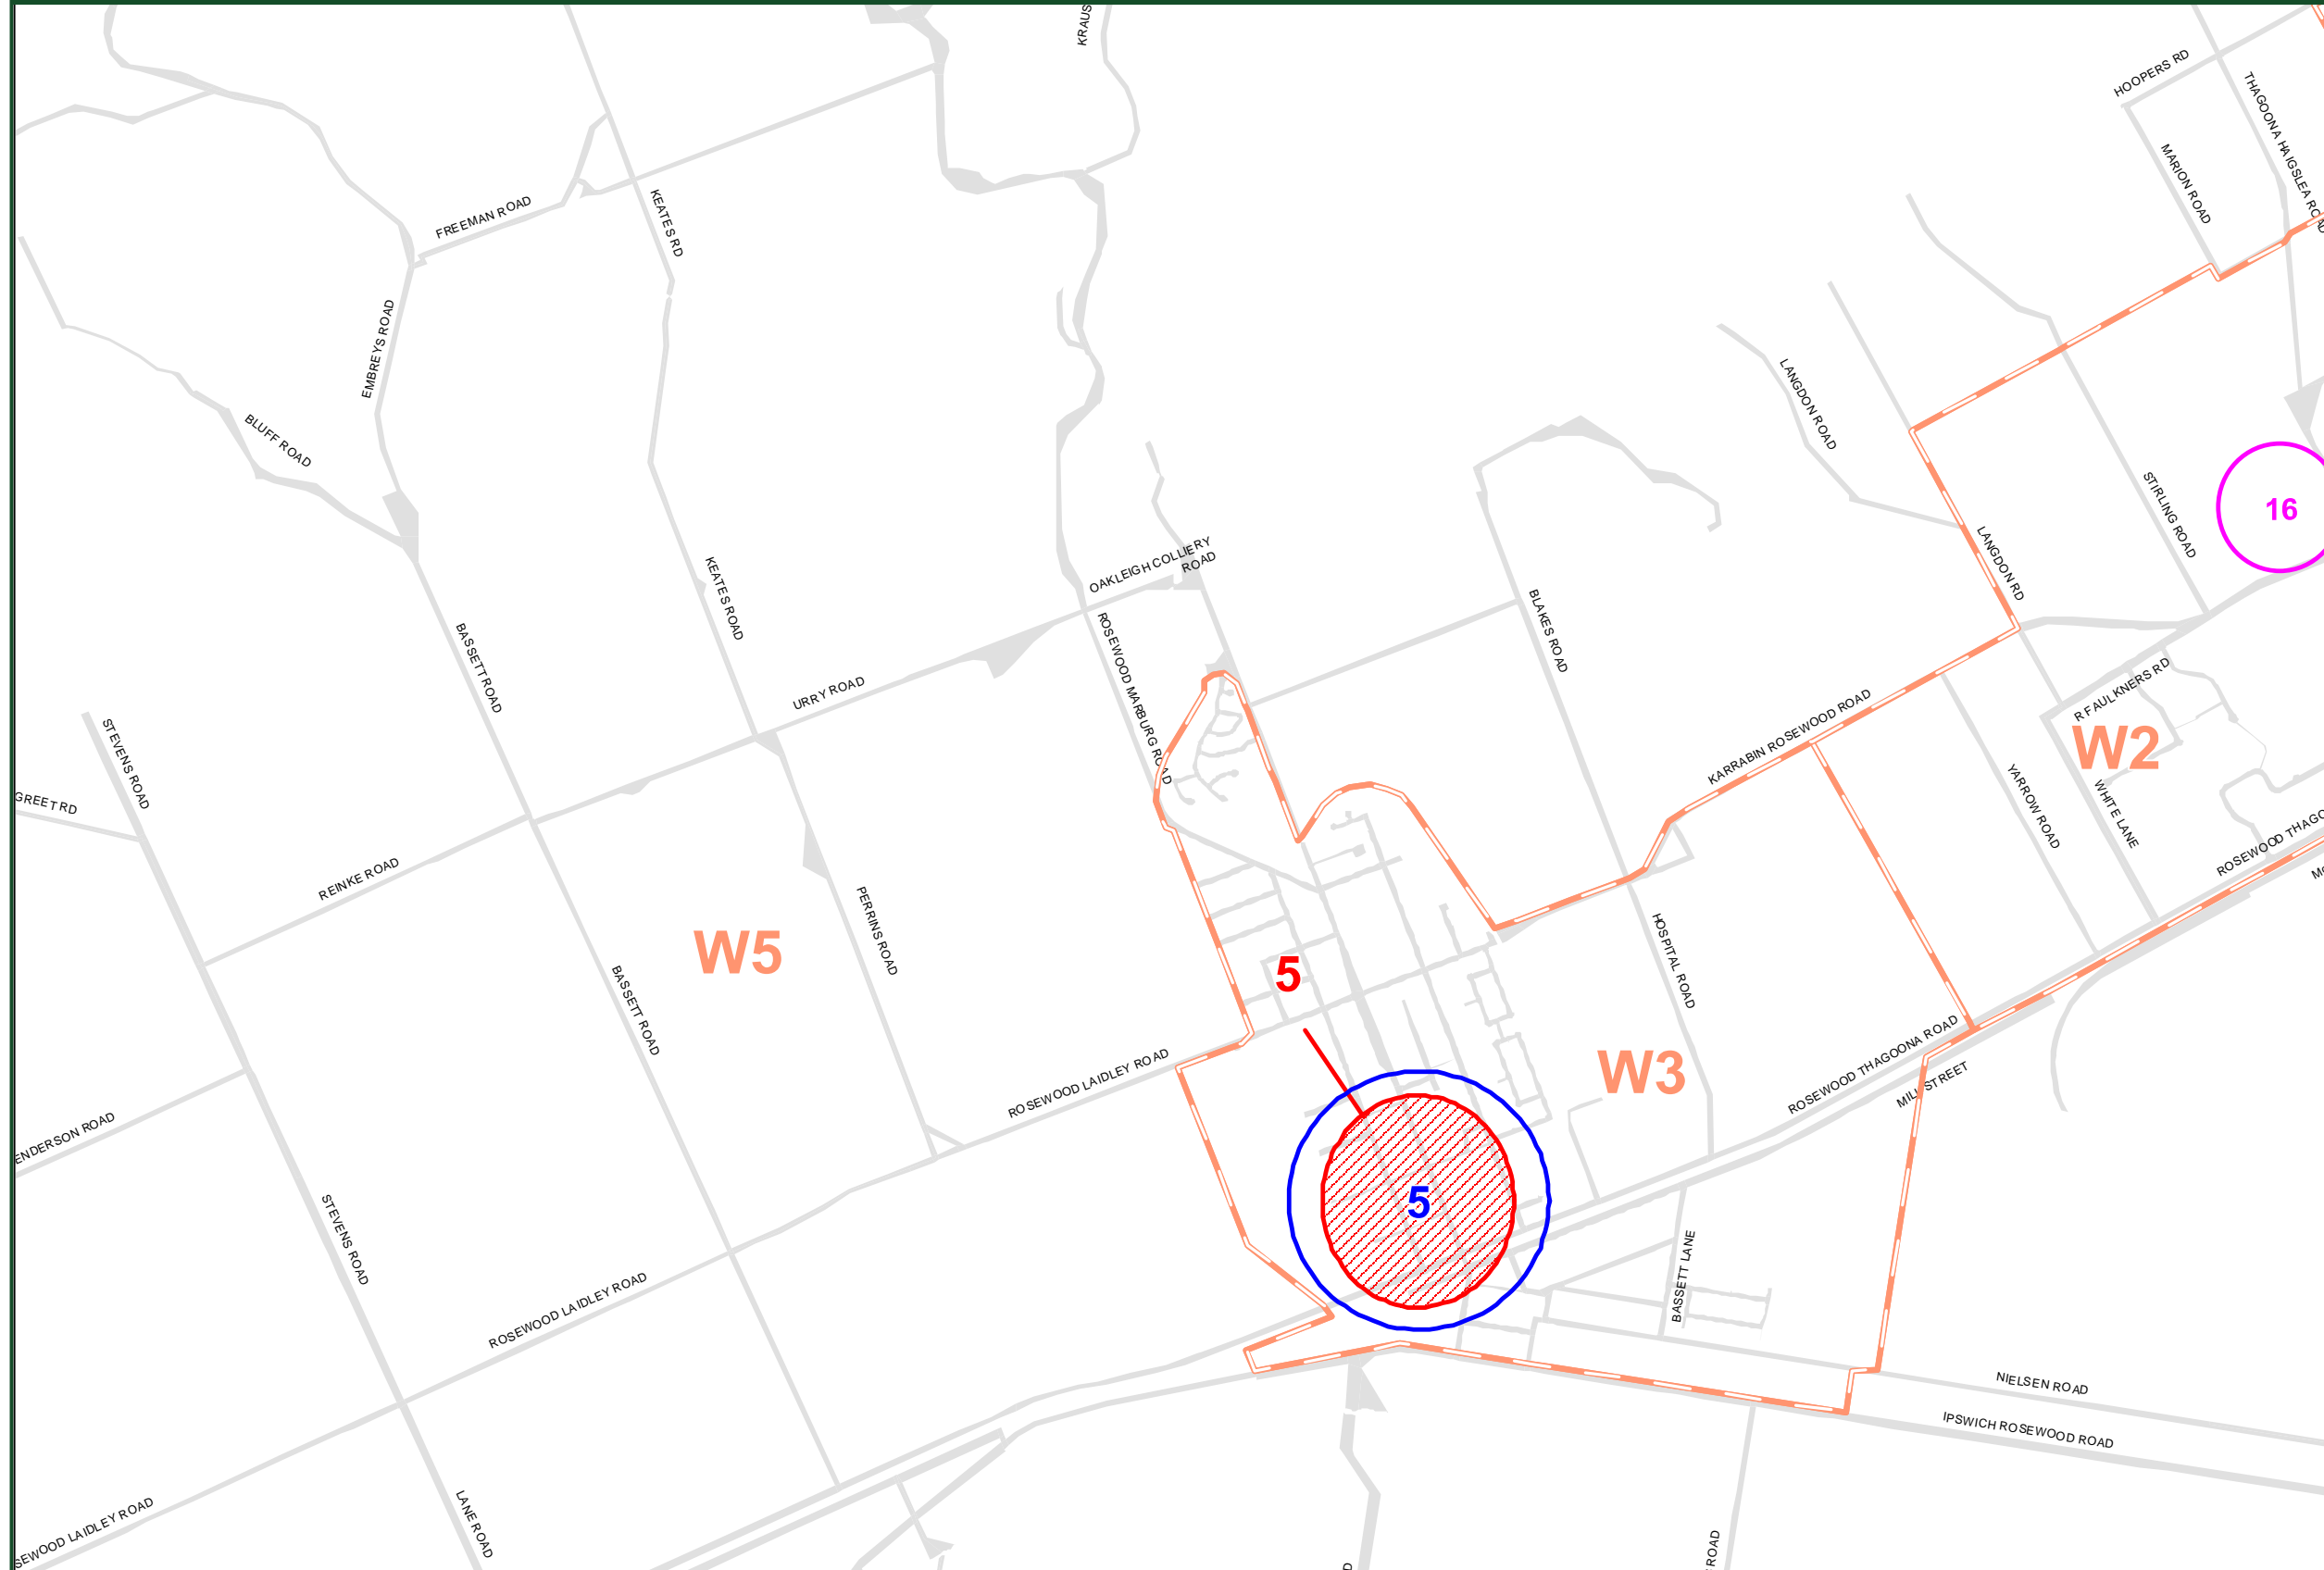 KRAUS
HOOPERS RD
THAGOONA HAIGSLEA ROAD
MARION ROAD
FREEMAN ROAD
KEATES RD
EMBREYS ROAD
BLUFF ROAD
LANGDON ROAD
STIRLING ROAD
16
LANGDON RD
OAKLEIGH COLLIERY
ROAD
KEATES ROAD
BLAKES ROAD
ROSEWOOD MARBURG ROAD
BASSETT ROAD
URRY ROAD
R FAULKNERS RD
KARRABIN ROSEWOOD ROAD
W2
STEVENS ROAD
GREET RD
YARROW ROAD
WHITE LANE
ROSEWOOD THAGO
REINKE ROAD
PERRINS ROAD
W5
5
HOSPITAL ROAD
BASSETT ROAD
ROSEWOOD LAIDLEY ROAD
W3
ROSEWOOD THAGOONA ROAD
MILL STREET
ENDERSON ROAD
5
STEVENS ROAD
BASSETT LANE
ROSEWOOD LAIDLEY ROAD
NIELSEN ROAD
IPSWICH ROSEWOOD ROAD
SEWOOD LAIDLEY ROAD
LANE ROAD
ROAD
D